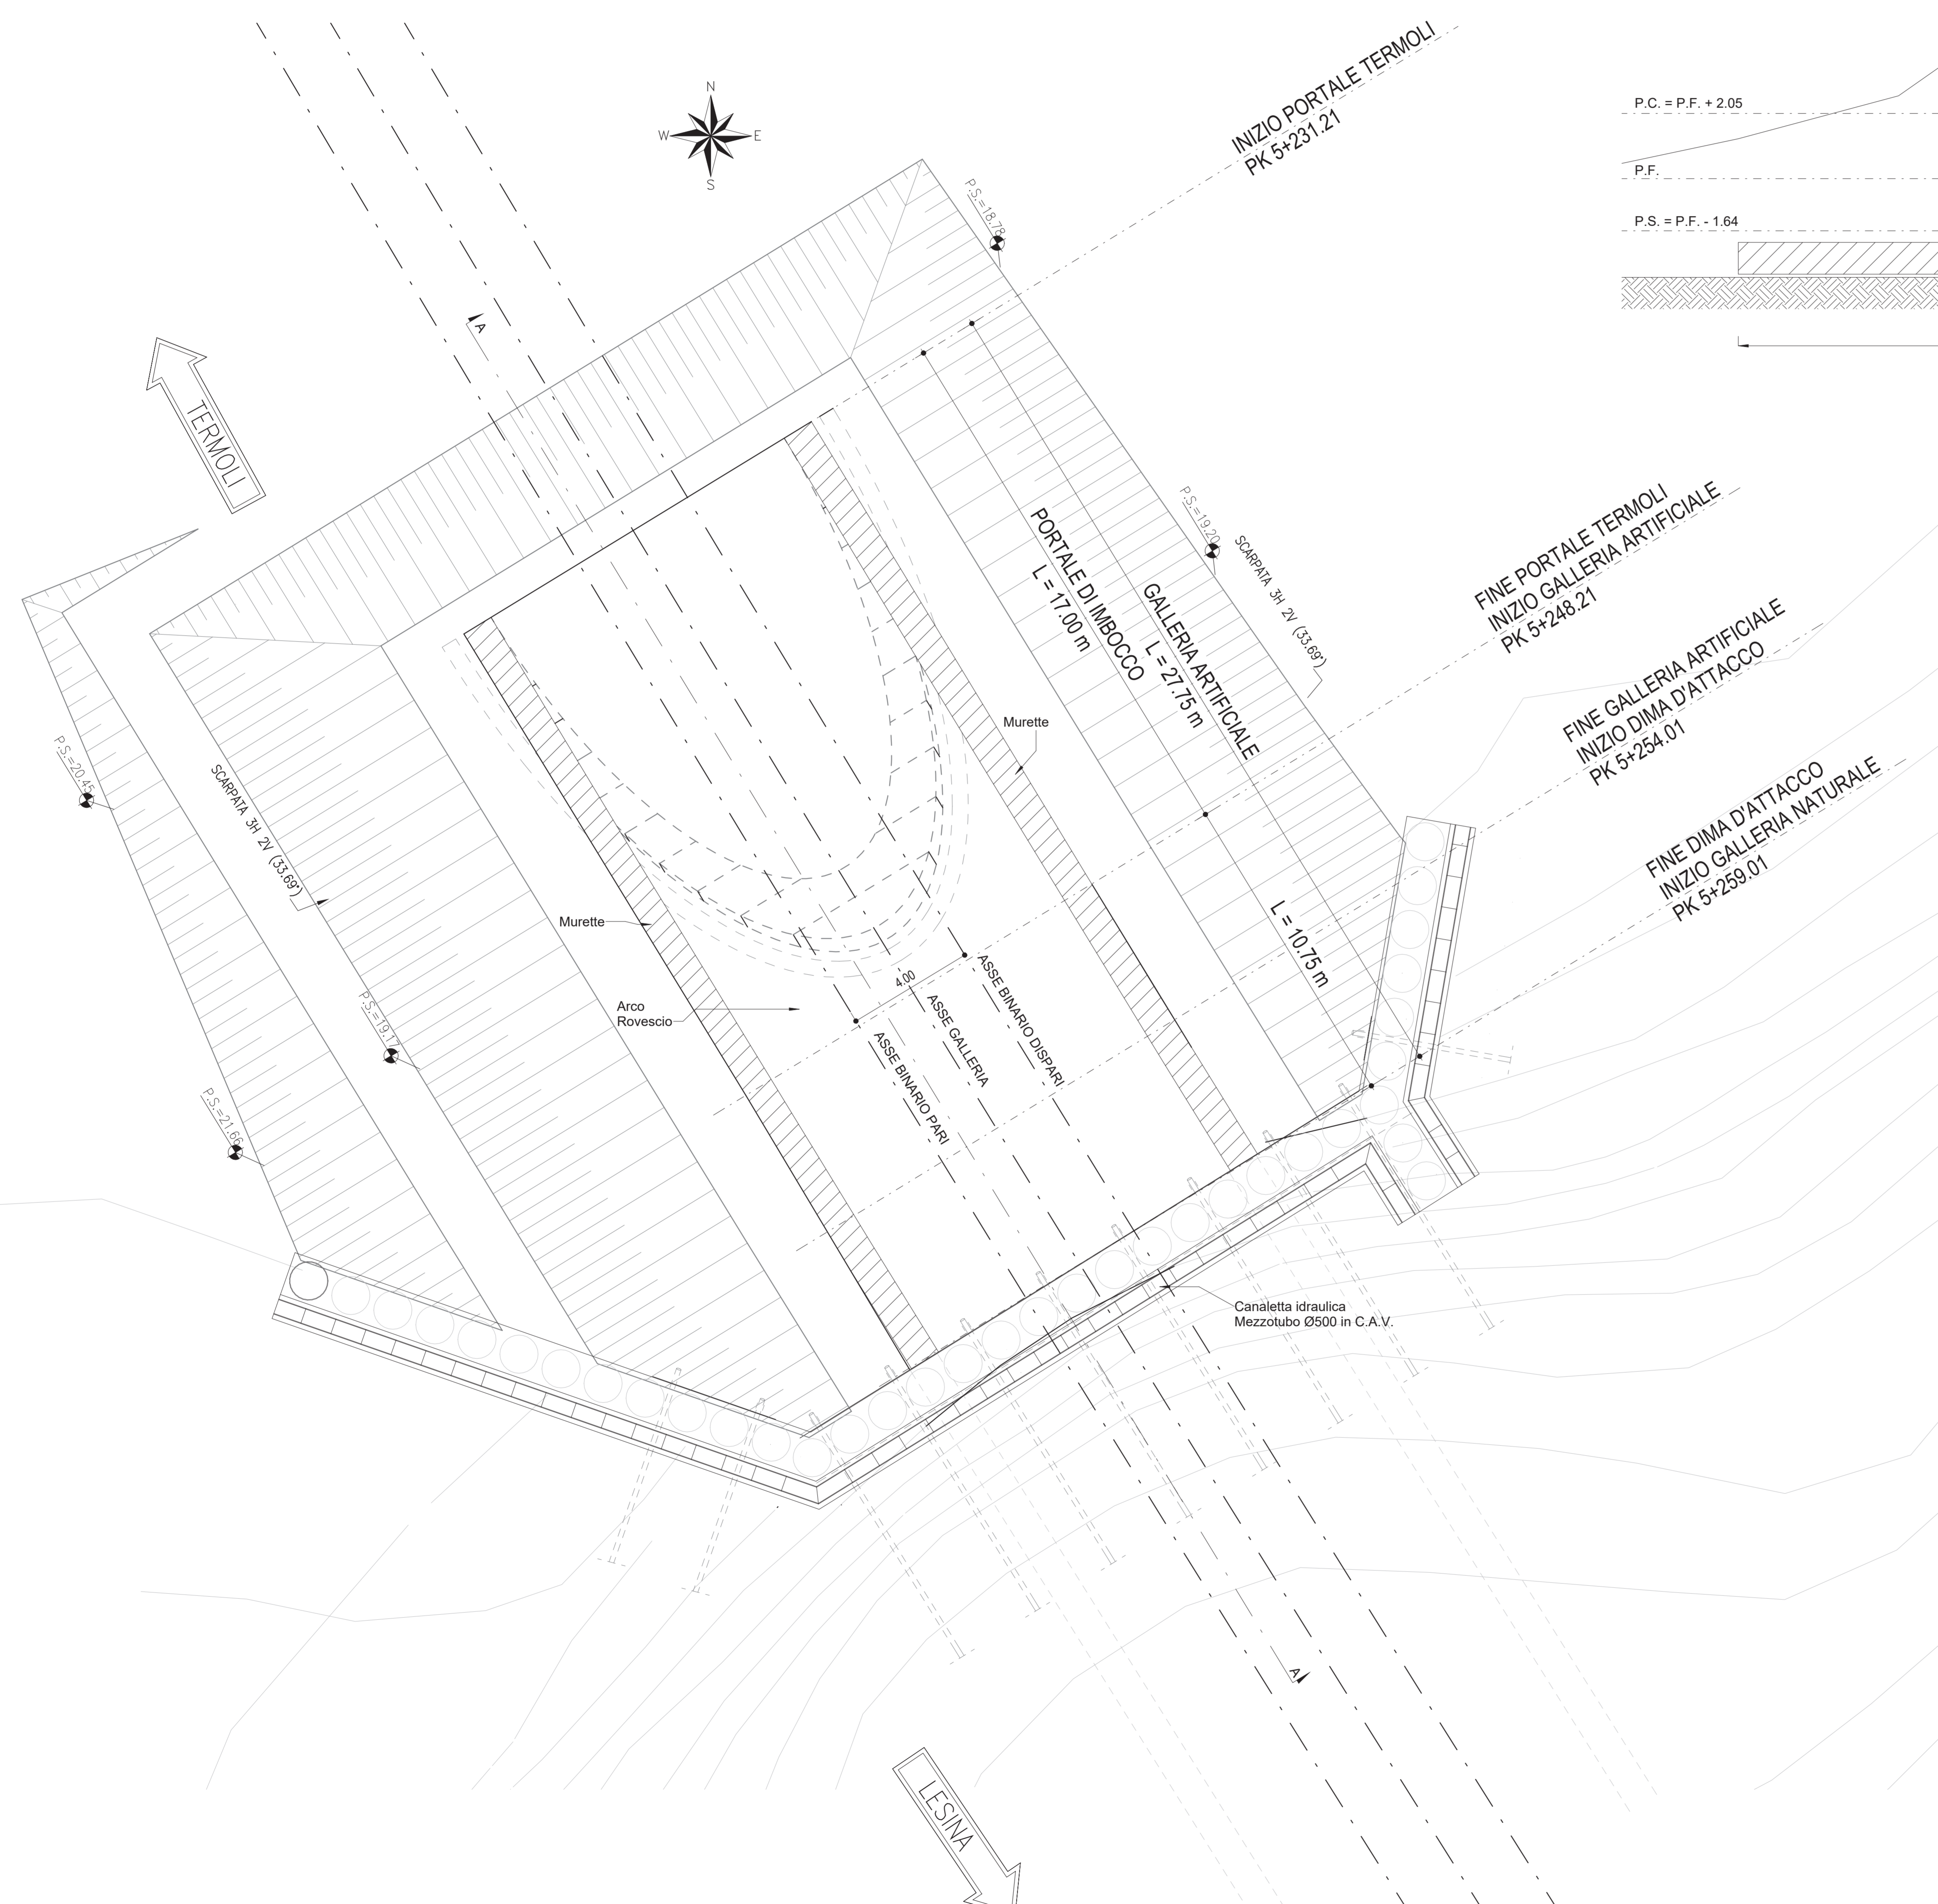 INIZIO PORTALE TERMOLI
PK 5+231.21
N
W
E
S
P.C. = P.F. + 2.05
P.F.
P.S. = P.F. - 1.64
P.S.=18.78
A
TERMOLI
PORTALE DI IMBOCCO
L = 17.00 m
GALLERIA ARTIFICIALE
L = 27.75 m
P.S.=19.20
SCARPATA 3H 2V (33.69°)
FINE PORTALE TERMOLI
INIZIO GALLERIA ARTIFICIALE
PK 5+248.21
FINE GALLERIA ARTIFICIALE
INIZIO DIMA D'ATTACCO
PK 5+254.01
FINE DIMA D'ATTACCO
INIZIO GALLERIA NATURALE
PK 5+259.01
Murette
P.S.=20.45
SCARPATA 3H 2V (33.69°)
Murette
L = 10.75 m
Arco
Rovescio
4.00
ASSE BINARIO DISPARI
ASSE GALLERIA
ASSE BINARIO PARI
P.S.=19.17
P.S.=21.66
Canaletta idraulica
Mezzotubo Ø500 in C.A.V.
A
LESINA